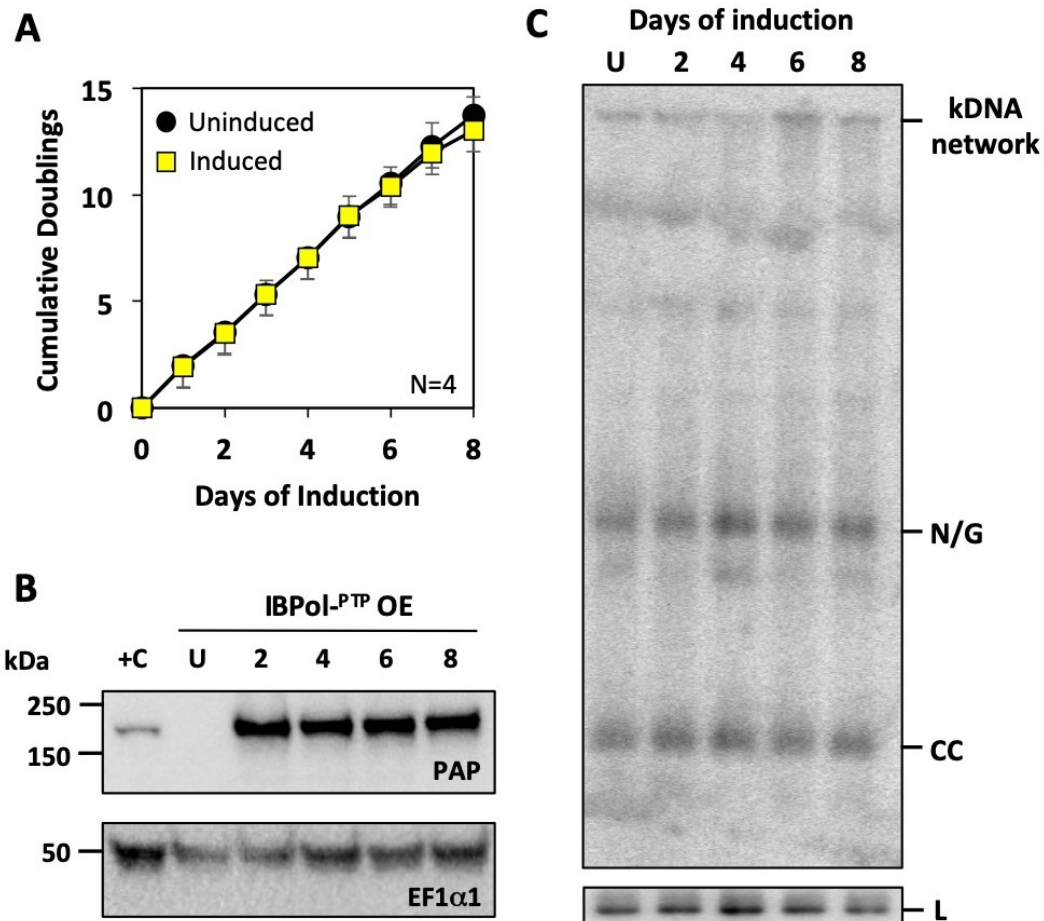 A
15
10
5
0
Cumulative Doublings
Uninduced
Induced
N=4
0 2 4 6 8
Days of Induction
B
IBPol-PTP OE
kDa +C U 2 4 6 8
250
150
PAP
50
EF1α1
C
Days of induction
U 2 4 6 8
kDNA
network
N/G
CC
L